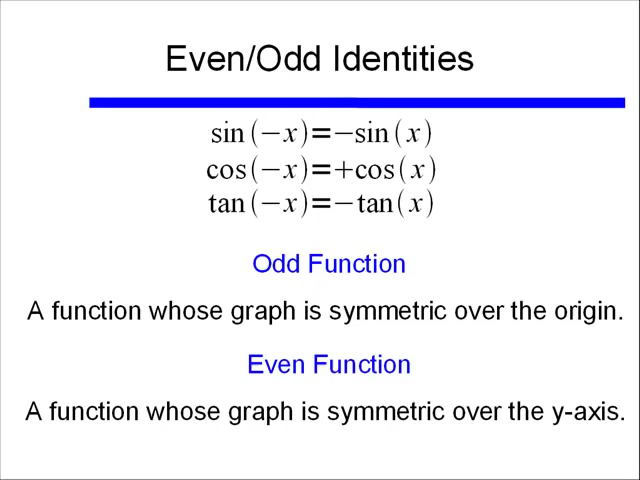 Even/Odd Identities
sin(−x)=−sin(x)
cos(−x)=+cos(x)
tan(−x)=−tan(x)
Odd Function
A function whose graph is symmetric over the origin.
Even Function
A function whose graph is symmetric over the y-axis.